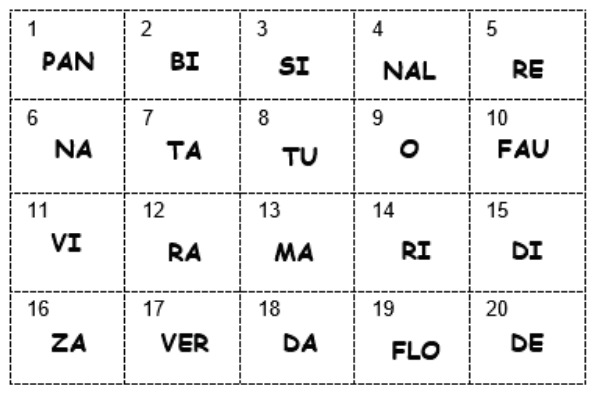 1 2 3 4 5
PAN BI SI NAL RE
6 7 8 9 10
NA TA TU O FAU
11 12 13 14 15
VI RA MA RI DI
16 17 18 19 20
ZA VER DA FLO DE